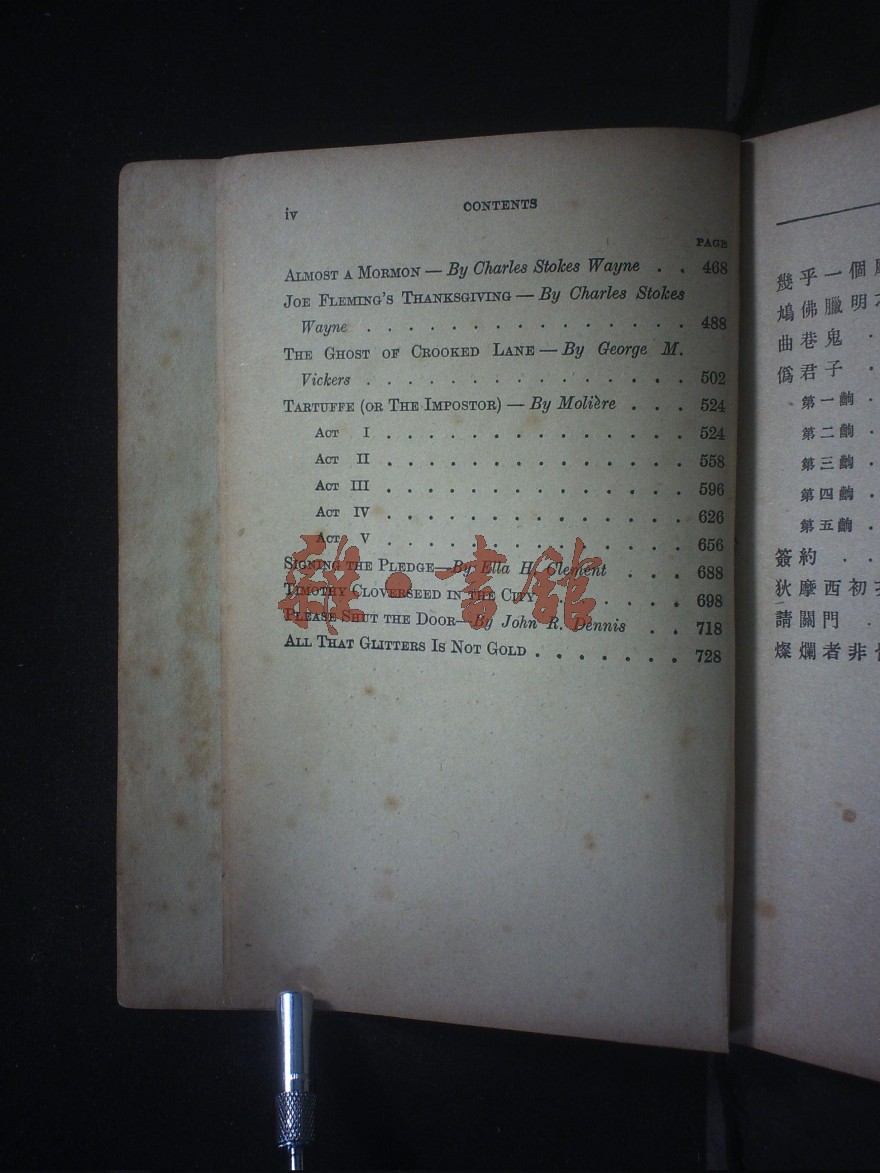 iv
CONTENTS
PAGE
ALMOST A MORMON — By Charles Stokes Wayne . . 468
JOE FLEMING'S THANKSGIVING — By Charles Stokes
Wayne . . . . . . . . . . . . . . . . 488
THE GHOST OF CROOKED LANE — By George M.
Vickers . . . . . . . . . . . . . . . 502
TARTUFFE (OR THE IMPOSTOR) — By Molière . . . 524
ACT I . . . . . . . . . . . . . . . 524
ACT II . . . . . . . . . . . . . . . 558
ACT III . . . . . . . . . . . . . . . 596
ACT IV . . . . . . . . . . . . . . . 626
ACT V . . . . . . . . . . . . . . . 656
SIGNING THE PLEDGE—By Ella H. Clement . . . 688
TIMOTHY CLOVERSEED IN THE CITY . . . . . . 698
PLEASE SHUT THE DOOR—By John R. Dennis . . 718
ALL THAT GLITTERS IS NOT GOLD . . . . . . . 728
雜·書館
幾乎一個
鳩佛臘明
曲巷鬼 .
僞君子 .
第一齣 .
第二齣 .
第三齣 .
第四齣 .
第五齣 .
簽約 . .
狄摩西初
請關門 .
燦爛者非